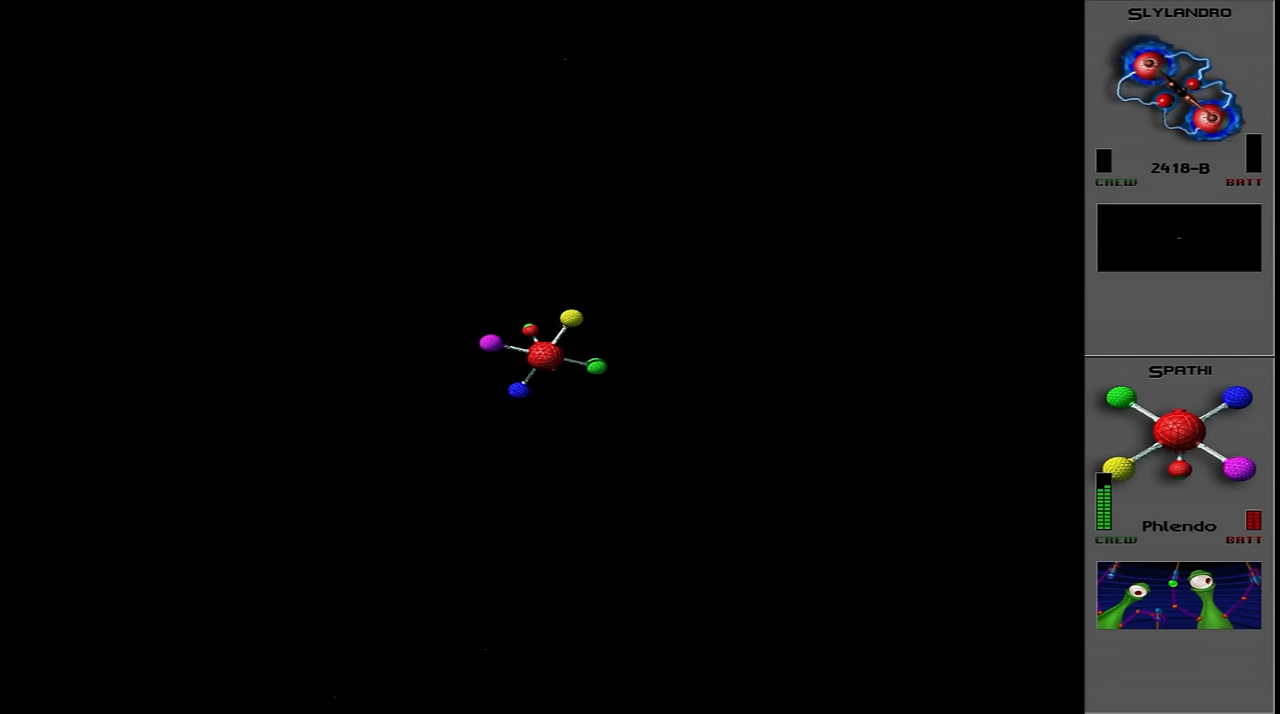 Slylandro
2418-B
CREW BATT
Spathi
Phlendo
CREW BATT